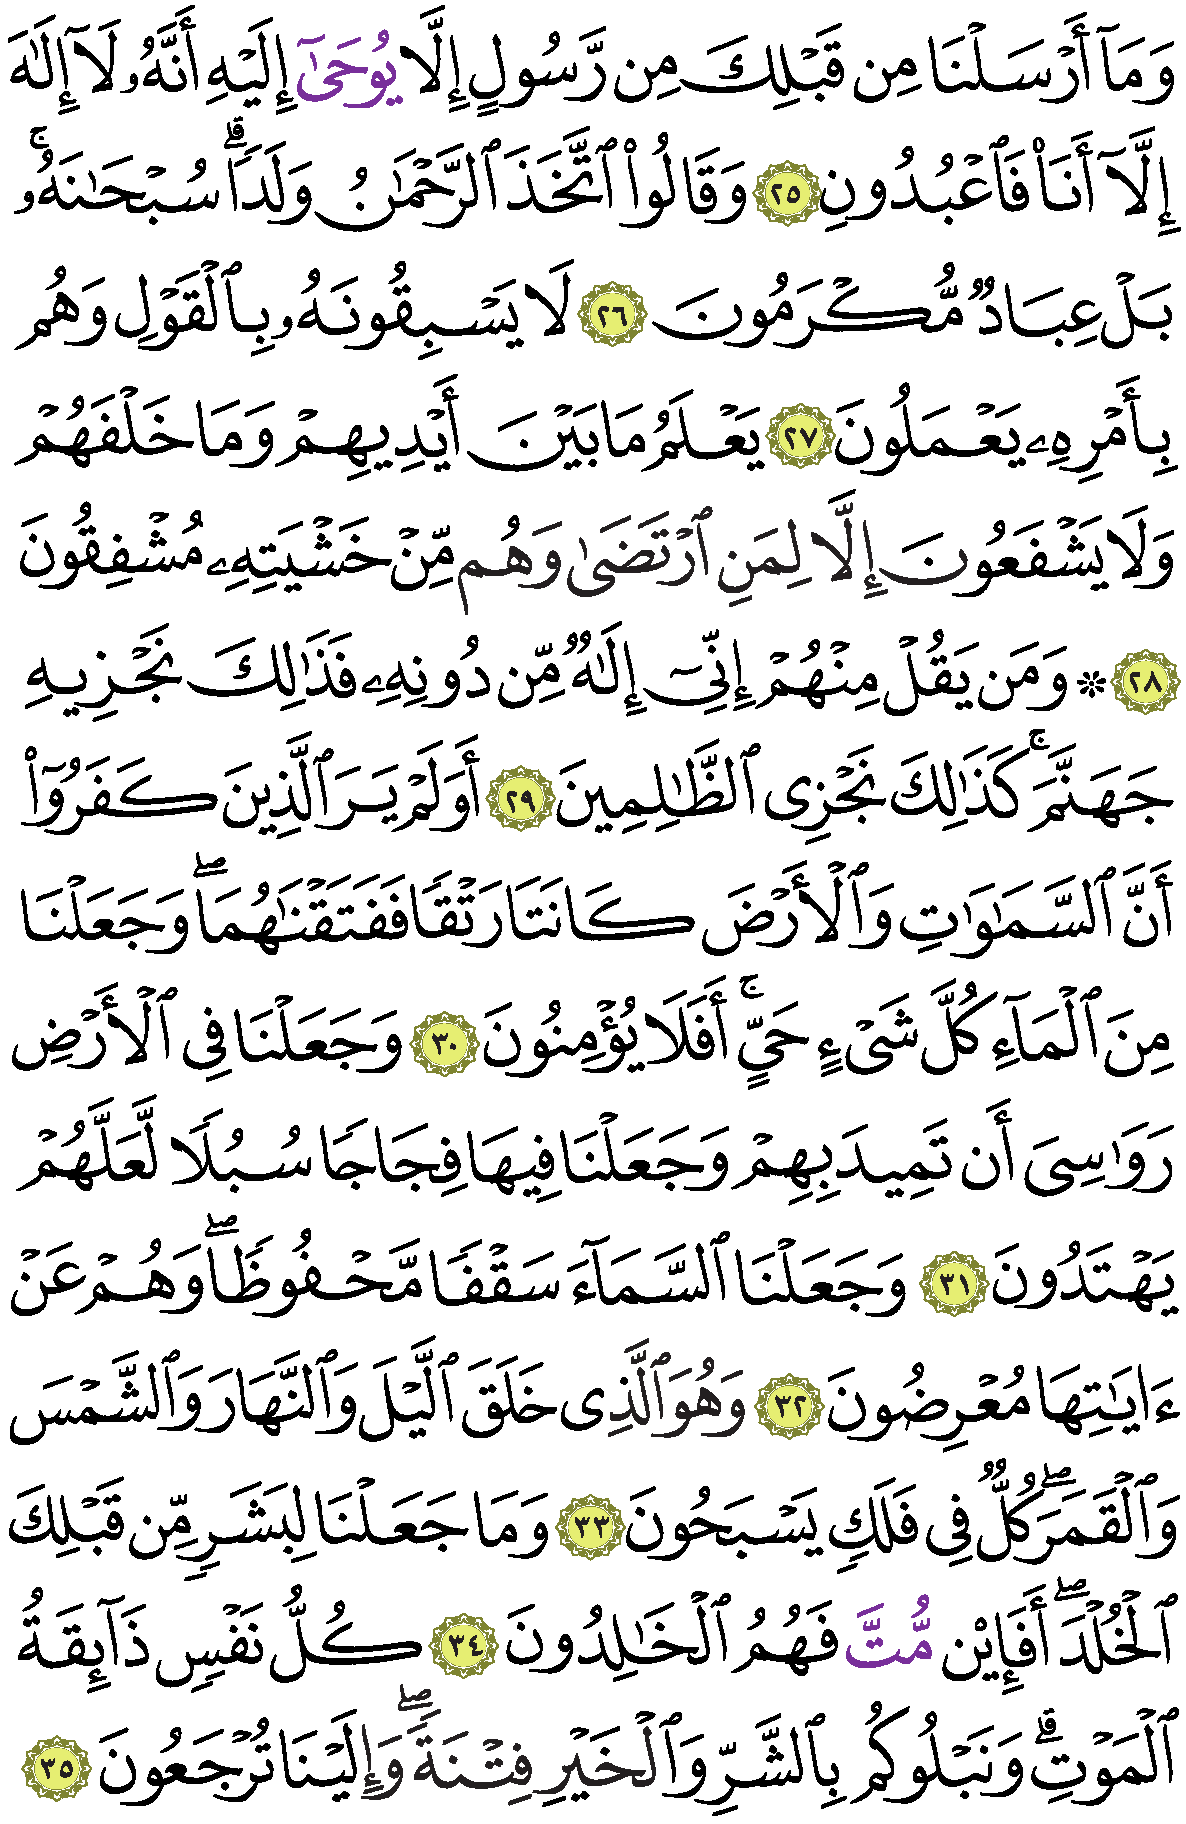 وَمَآ أَرْسَلْنَا مِن قَبْلِكَ مِن رَّسُولٍ إِلَّا يُوحَىٰٓ إِلَيْهِ أَنَّهُۥ لَآ إِلَٰهَ
إِلَّآ أَنَا۠ فَٱعْبُدُونِ ٢٥ وَقَالُوا۟ ٱتَّخَذَ ٱلرَّحْمَٰنُ وَلَدًا ۗ سُبْحَٰنَهُۥ ۚ
بَلْ عِبَادٌ مُّكْرَمُونَ ٢٦ لَا يَسْبِقُونَهُۥ بِٱلْقَوْلِ وَهُم
بِأَمْرِهِۦ يَعْمَلُونَ ٢٧ يَعْلَمُ مَا بَيْنَ أَيْدِيهِمْ وَمَا خَلْفَهُمْ
وَلَا يَشْفَعُونَ إِلَّا لِمَنِ ٱرْتَضَىٰ وَهُم مِّنْ خَشْيَتِهِۦ مُشْفِقُونَ
٢٨ ۞ وَمَن يَقُلْ مِنْهُمْ إِنِّىٓ إِلَٰهٌ مِّن دُونِهِۦ فَذَٰلِكَ نَجْزِيهِ
جَهَنَّمَ ۚ كَذَٰلِكَ نَجْزِى ٱلظَّٰلِمِينَ ٢٩ أَوَلَمْ يَرَ ٱلَّذِينَ كَفَرُوٓا۟
أَنَّ ٱلسَّمَٰوَٰتِ وَٱلْأَرْضَ كَانَتَا رَتْقًا فَفَتَقْنَٰهُمَا ۖ وَجَعَلْنَا
مِنَ ٱلْمَآءِ كُلَّ شَىْءٍ حَىٍّ ۚ أَفَلَا يُؤْمِنُونَ ٣٠ وَجَعَلْنَا فِى ٱلْأَرْضِ
رَوَٰسِىَ أَن تَمِيدَ بِهِمْ وَجَعَلْنَا فِيهَا فِجَاجًا سُبُلًا لَّعَلَّهُمْ
يَهْتَدُونَ ٣١ وَجَعَلْنَا ٱلسَّمَآءَ سَقْفًا مَّحْفُوظًا ۖ وَهُمْ عَنْ
ءَايَٰتِهَا مُعْرِضُونَ ٣٢ وَهُوَ ٱلَّذِى خَلَقَ ٱلَّيْلَ وَٱلنَّهَارَ وَٱلشَّمْسَ
وَٱلْقَمَرَ ۖ كُلٌّ فِى فَلَكٍ يَسْبَحُونَ ٣٣ وَمَا جَعَلْنَا لِبَشَرٍ مِّن قَبْلِكَ
ٱلْخُلْدَ ۖ أَفَإِي۟ن مُّتَّ فَهُمُ ٱلْخَٰلِدُونَ ٣٤ كُلُّ نَفْسٍ ذَآئِقَةُ
ٱلْمَوْتِ ۗ وَنَبْلُوكُم بِٱلشَّرِّ وَٱلْخَيْرِ فِتْنَةً ۖ وَإِلَيْنَا تُرْجَعُونَ ٣٥